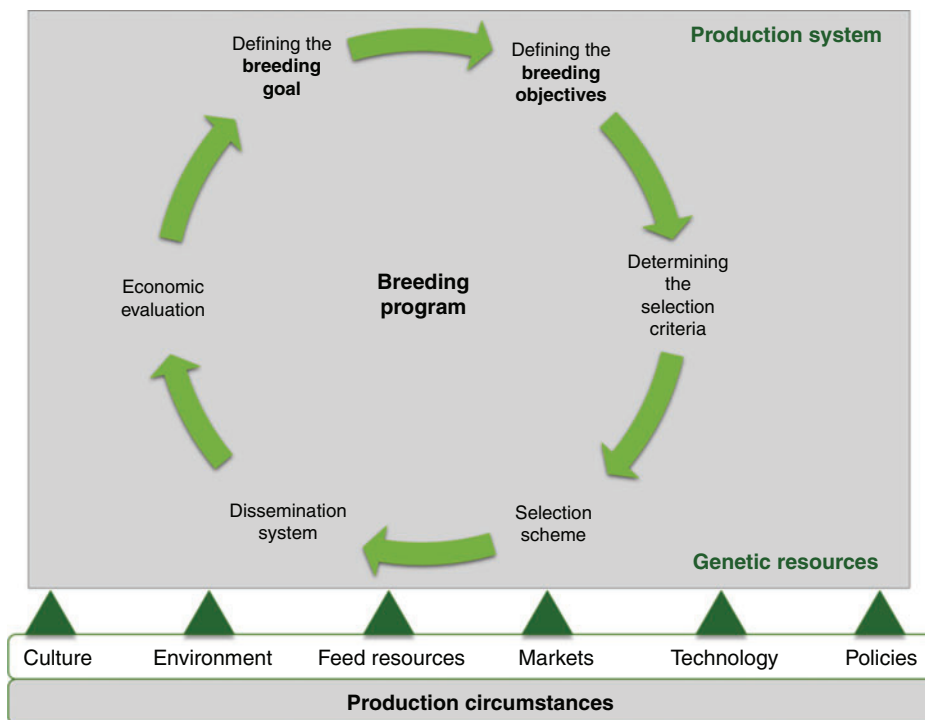 Production system
Defining the
breeding
goal
Defining the
breeding
objectives
Determining
the
selection
criteria
Selection
scheme
Dissemination
system
Economic
evaluation
Breeding
program
Genetic resources
Culture
Environment
Feed resources
Markets
Technology
Policies
Production circumstances